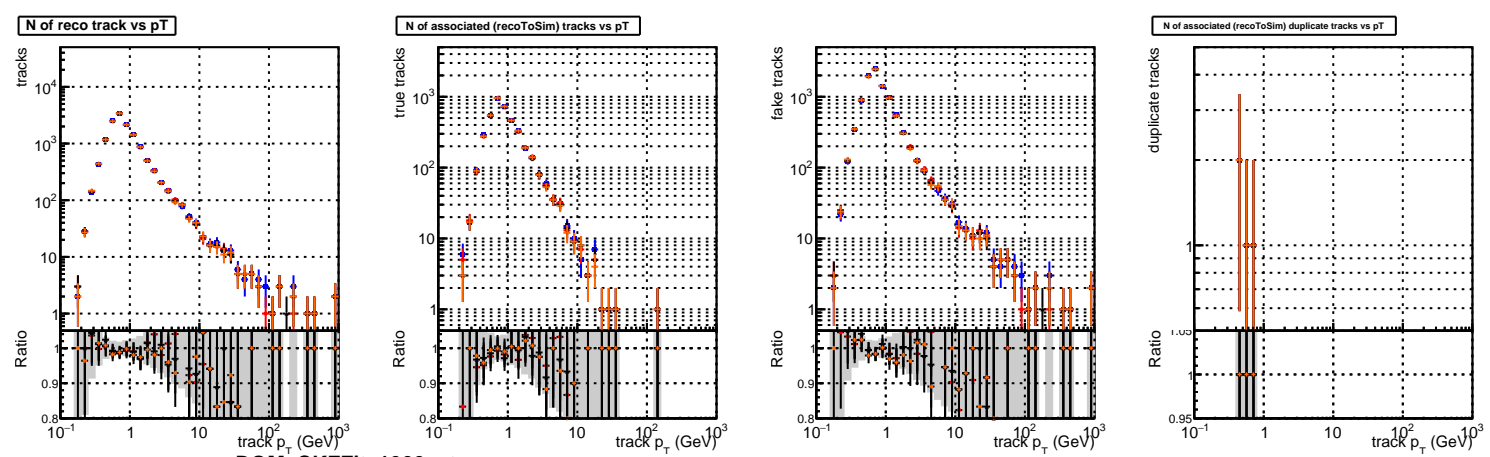 N of reco track vs pT
tracks
10^4
10^3
10^2
10
1
Ratio
1
0.9
0.8
10^−1 1 10 10^2 10^3
track p_T (GeV)
N of associated (recoToSim) tracks vs pT
true tracks
10^3
10^2
10
1
Ratio
1
0.9
0.8
10^−1 1 10 10^2 10^3
track p_T (GeV)
fake tracks
10^3
10^2
10
1
Ratio
1
0.9
0.8
10^−1 1 10 10^2 10^3
track p_T (GeV)
N of associated (recoToSim) duplicate tracks vs pT
duplicate tracks
1
Ratio
1.05
1
0.95
10^−1 1 10 10^2 10^3
track p_T (GeV)